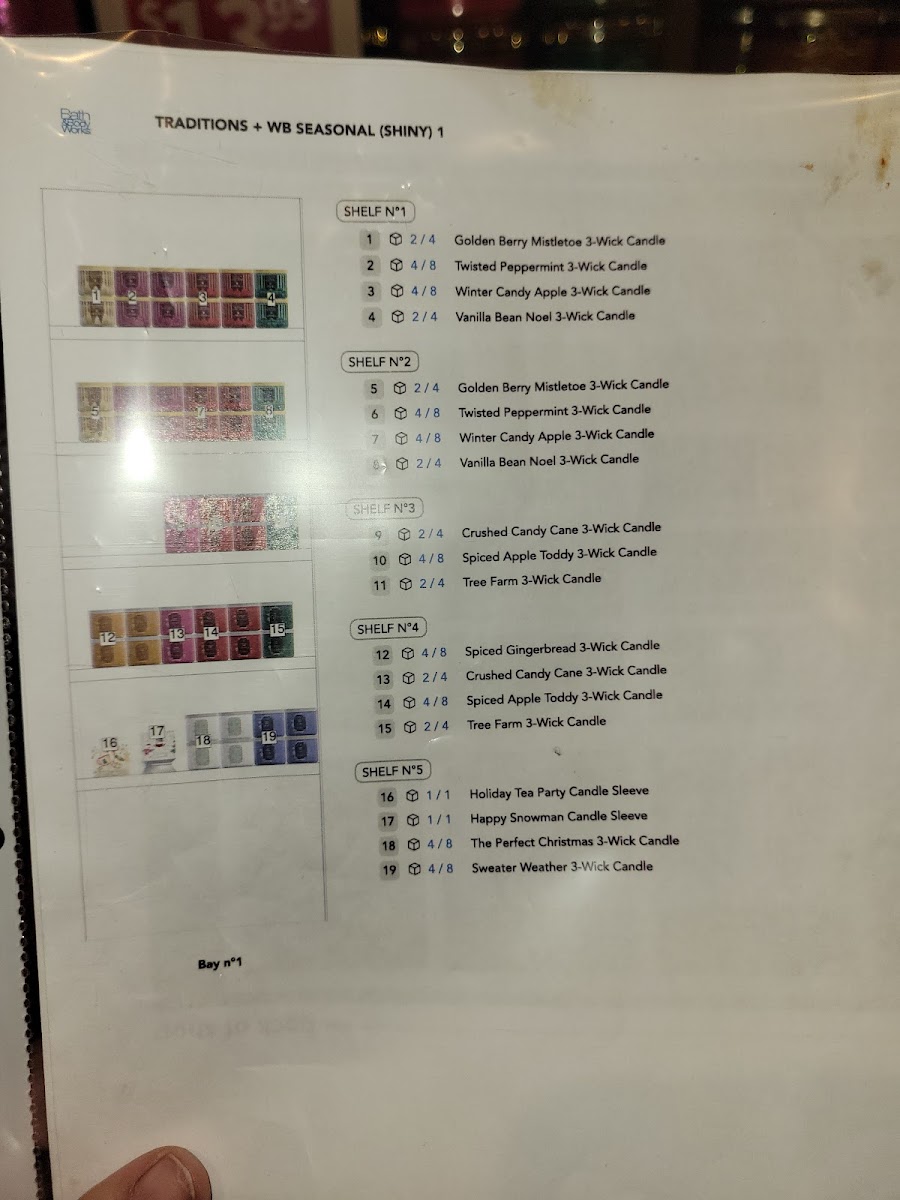 $13.95
Bath
& Body
Works
TRADITIONS + WB SEASONAL (SHINY) 1
SHELF N°1
1 2 / 4 Golden Berry Mistletoe 3-Wick Candle
2 4 / 8 Twisted Peppermint 3-Wick Candle
3 4 / 8 Winter Candy Apple 3-Wick Candle
4 2 / 4 Vanilla Bean Noel 3-Wick Candle
1 2 3 4
SHELF N°2
5 2 / 4 Golden Berry Mistletoe 3-Wick Candle
6 4 / 8 Twisted Peppermint 3-Wick Candle
7 4 / 8 Winter Candy Apple 3-Wick Candle
8 2 / 4 Vanilla Bean Noel 3-Wick Candle
5 7 8
SHELF N°3
9 2 / 4 Crushed Candy Cane 3-Wick Candle
10 4 / 8 Spiced Apple Toddy 3-Wick Candle
11 2 / 4 Tree Farm 3-Wick Candle
SHELF N°4
12 4 / 8 Spiced Gingerbread 3-Wick Candle
13 2 / 4 Crushed Candy Cane 3-Wick Candle
14 4 / 8 Spiced Apple Toddy 3-Wick Candle
15 2 / 4 Tree Farm 3-Wick Candle
12 13 14 15
SHELF N°5
16 1 / 1 Holiday Tea Party Candle Sleeve
17 1 / 1 Happy Snowman Candle Sleeve
18 4 / 8 The Perfect Christmas 3-Wick Candle
19 4 / 8 Sweater Weather 3-Wick Candle
16 17 18 19
Bay n°1